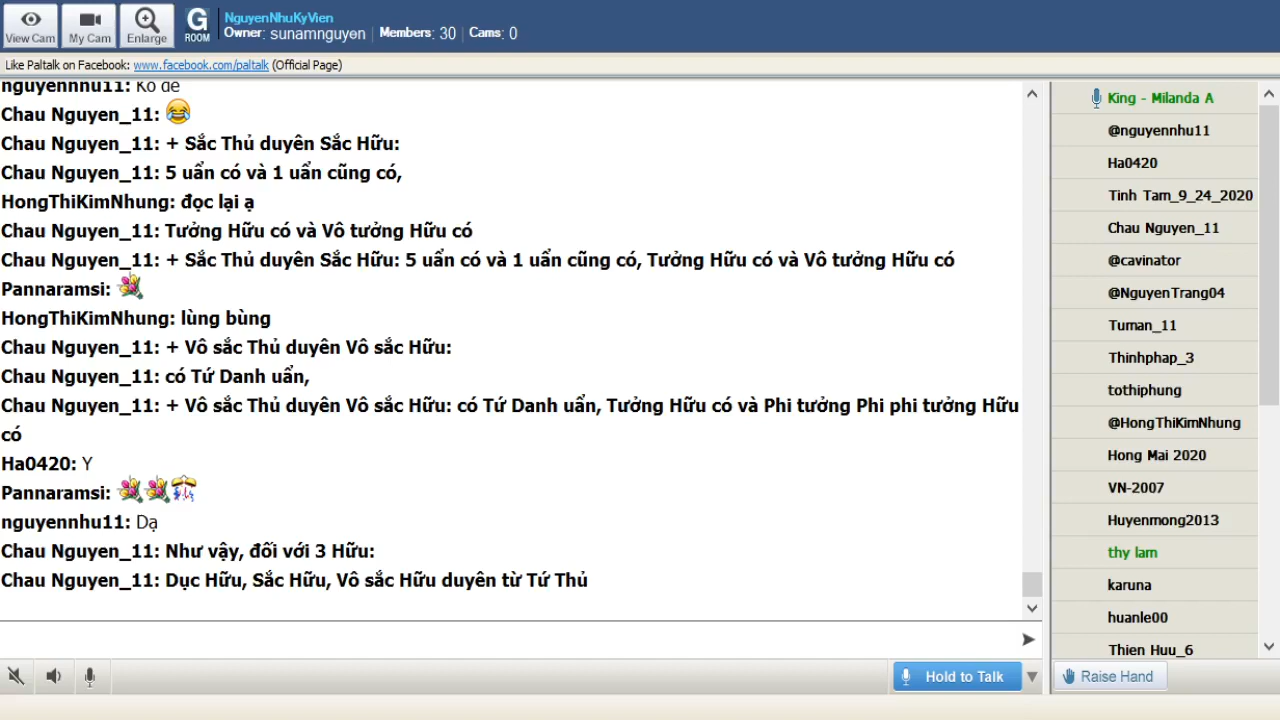 View Cam
My Cam
Enlarge
G ROOM
NguyenNhuKyVien
Owner: sunamnguyen | Members: 30 | Cams: 0
Like Paltalk on Facebook: www.facebook.com/paltalk (Official Page)
nguyennhu11: Ko de
Chau Nguyen_11:
Chau Nguyen_11: + Sắc Thủ duyên Sắc Hữu:
Chau Nguyen_11: 5 uẩn có và 1 uẩn cũng có,
HongThiKimNhung: đọc lại ạ
Chau Nguyen_11: Tưởng Hữu có và Vô tưởng Hữu có
Chau Nguyen_11: + Sắc Thủ duyên Sắc Hữu: 5 uẩn có và 1 uẩn cũng có, Tưởng Hữu có và Vô tưởng Hữu có
Pannaramsi:
HongThiKimNhung: lùng bùng
Chau Nguyen_11: + Vô sắc Thủ duyên Vô sắc Hữu:
Chau Nguyen_11: có Tứ Danh uẩn,
Chau Nguyen_11: + Vô sắc Thủ duyên Vô sắc Hữu: có Tứ Danh uẩn, Tưởng Hữu có và Phi tưởng Phi phi tưởng Hữu
có
Ha0420: Y
Pannaramsi:
nguyennhu11: Dạ
Chau Nguyen_11: Như vậy, đối với 3 Hữu:
Chau Nguyen_11: Dục Hữu, Sắc Hữu, Vô sắc Hữu duyên từ Tứ Thủ
King - Milanda A
@nguyennhu11
Ha0420
Tinh Tam_9_24_2020
Chau Nguyen_11
@cavinator
@NguyenTrang04
Tuman_11
Thinhphap_3
tothiphung
@HongThiKimNhung
Hong Mai 2020
VN-2007
Huyenmong2013
thy lam
karuna
huanle00
Thien Huu_6
Hold to Talk
Raise Hand